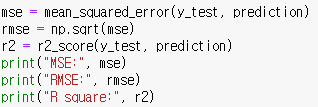 mse = mean_squared_error(y_test, prediction)
rmse = np.sqrt(mse)
r2 = r2_score(y_test, prediction)
print("MSE:", mse)
print("RMSE:", rmse)
print("R square:", r2)